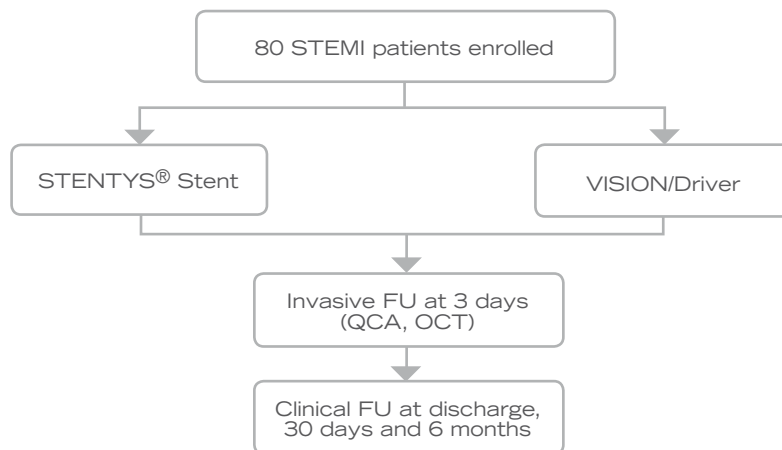 80 STEMI patients enrolled
STENTYS® Stent
VISION/Driver
Invasive FU at 3 days
(QCA, OCT)
Clinical FU at discharge,
30 days and 6 months